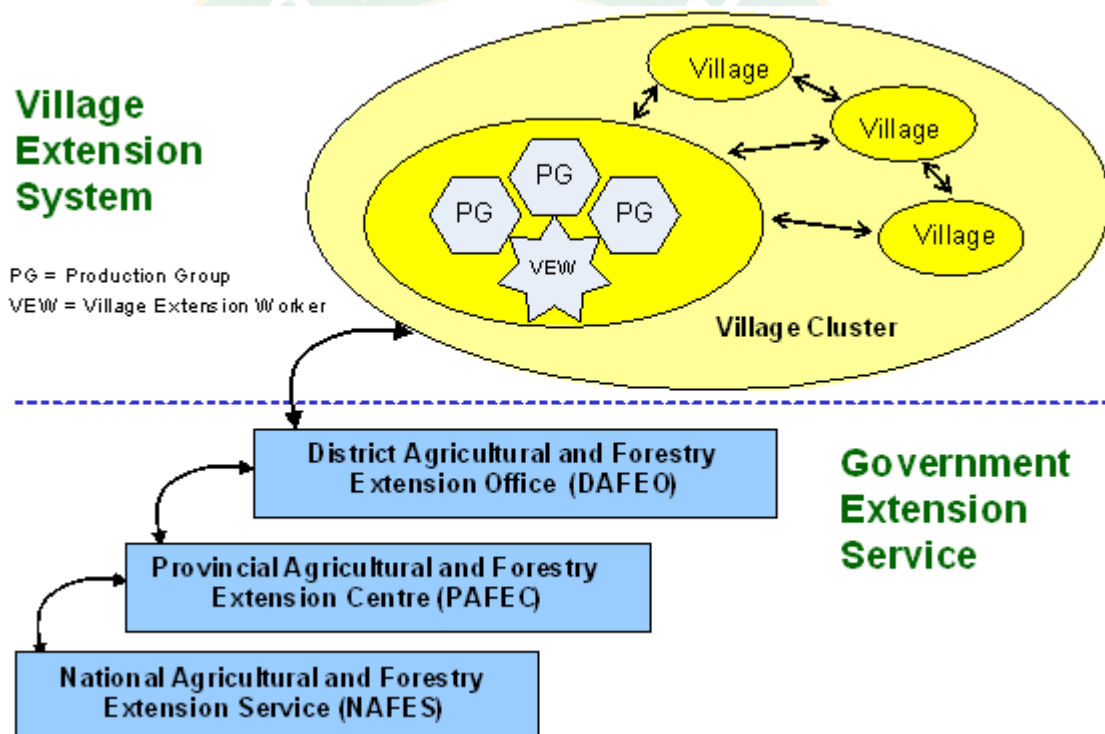 Village
Extension
System
PG = Production Group
VEW = Village Extension Worker
Village
Village
Village
PG
PG
PG
VEW
Village Cluster
District Agricultural and Forestry
Extension Office (DAFEO)
Provincial Agricultural and Forestry
Extension Centre (PAFEC)
National Agricultural and Forestry
Extension Service (NAFES)
Government
Extension
Service